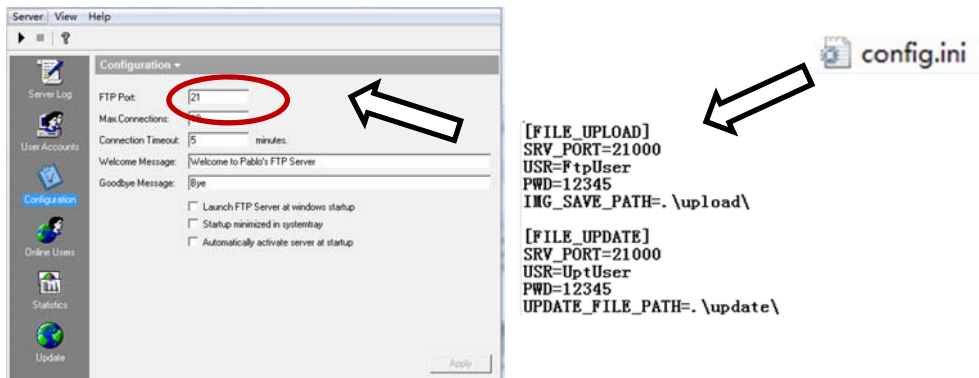 Server View Help
Configuration
Server Log
FTP Port: 21
Max.Connections:
User Accounts
Connection Timeout: 5 minutes.
Welcome Message: Welcome to Pablo's FTP Server
Goodbye Message: Bye
Configuration
Launch FTP Server at windows startup
Startup minimized in systemtray
Automatically activate server at startup
Online Users
Statistics
Update
Apply
config.ini
[FILE_UPLOAD]
SRV_PORT=21000
USR=FtpUser
PWD=12345
IMG_SAVE_PATH=.\upload\
[FILE_UPDATE]
SRV_PORT=21000
USR=UptUser
PWD=12345
UPDATE_FILE_PATH=.\update\